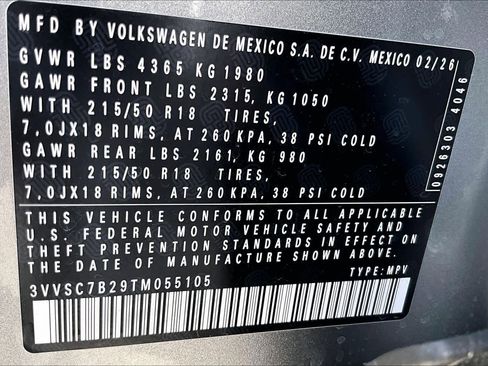 MFD BY VOLKSWAGEN DE MEXICO S.A. DE C.V. MEXICO 02/26
GVWR LBS 4365 KG 1980
GAWR FRONT LBS 2315, KG 1050
WITH 215/50 R18 TIRES,
7,0JX18 RIMS, AT 260 KPA, 38 PSI COLD
GAWR REAR LBS 2161, KG 980
WITH 215/50 R18 TIRES,
7,0JX18 RIMS, AT 260 KPA, 38 PSI COLD
THIS VEHICLE CONFORMS TO ALL APPLICABLE
U.S. FEDERAL MOTOR VEHICLE SAFETY AND
THEFT PREVENTION STANDARDS IN EFFECT ON
THE DATE OF MANUFACTURE SHOWN ABOVE.
3VVSC7B29TM055105
TYPE: MPV
0926303 4046